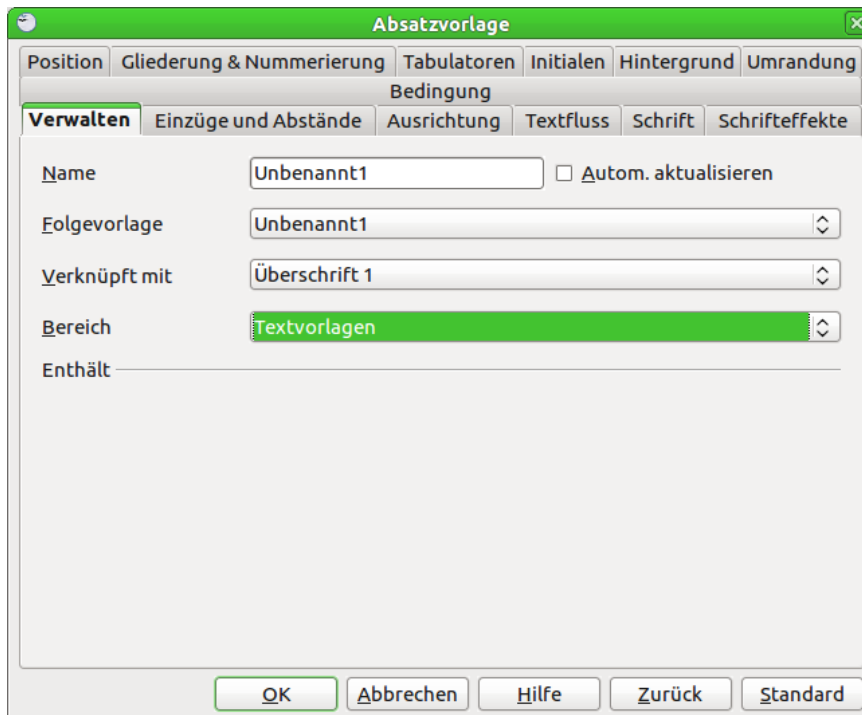 Absatzvorlage
Position Gliederung & Nummerierung Tabulatoren Initialen Hintergrund Umrandung
Bedingung
Verwalten Einzüge und Abstände Ausrichtung Textfluss Schrift Schrifteffekte
Name Unbenannt1 Autom. aktualisieren
Folgevorlage Unbenannt1
Verknüpft mit Überschrift 1
Bereich Textvorlagen
Enthält
OK Abbrechen Hilfe Zurück Standard